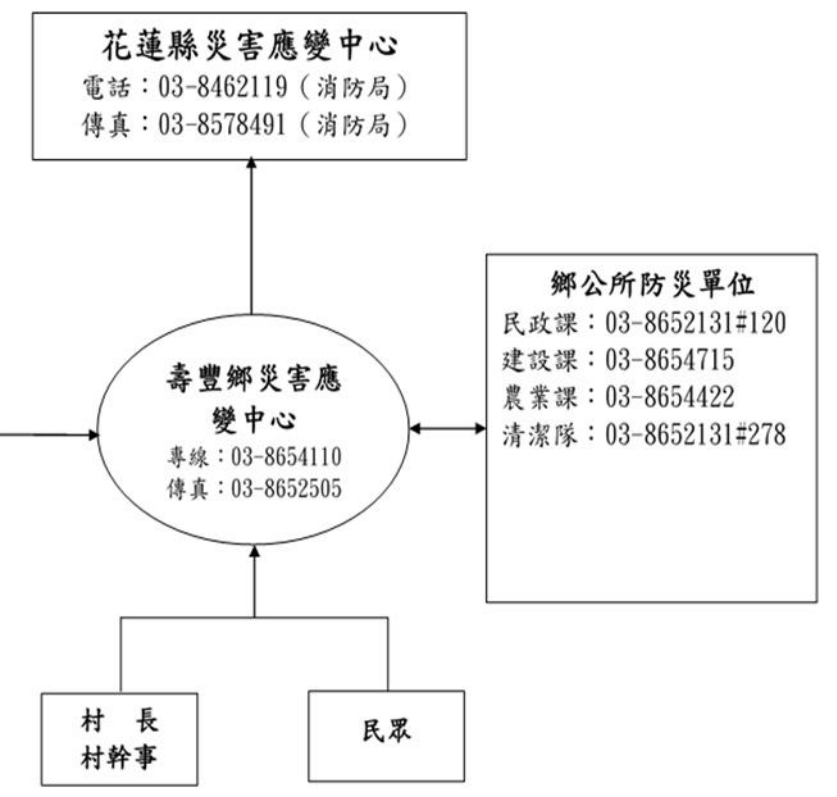 花蓮縣災害應變中心
電話：03-8462119（消防局）
傳真：03-8578491（消防局）
鄉公所防災單位
民政課：03-8652131#120
建設課：03-8654715
農業課：03-8654422
清潔隊：03-8652131#278
壽豐鄉災害應
變中心
專線：03-8654110
傳真：03-8652505
村　長
村幹事
民眾